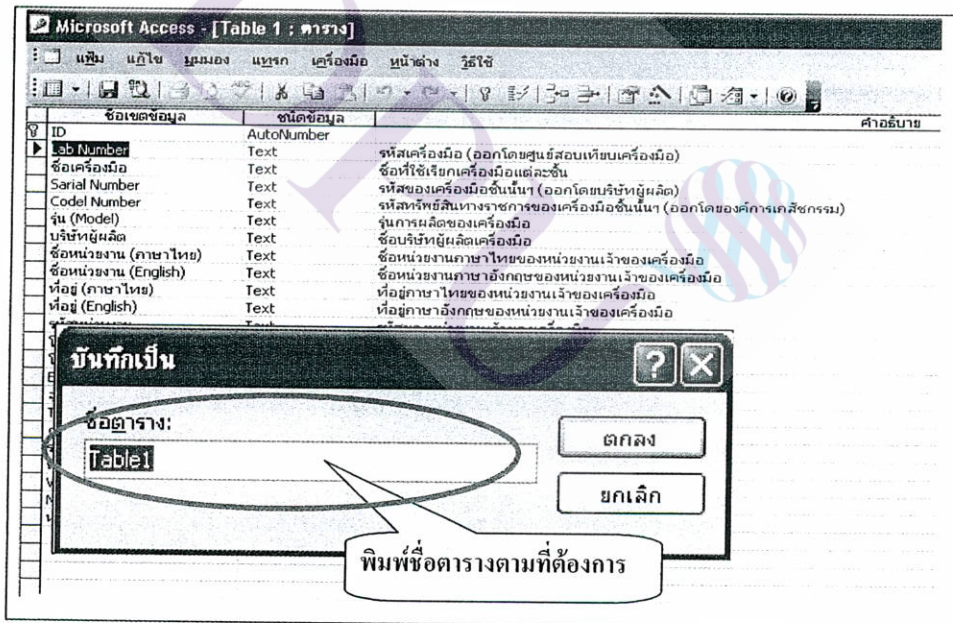 Microsoft Access - [Table 1 : ตาราง]
แฟ้ม แก้ไข มุมมอง แทรก เครื่องมือ หน้าต่าง วิธีใช้
ชื่อเขตข้อมูล ชนิดข้อมูล คำอธิบาย
ID AutoNumber
Lab Number Text รหัสเครื่องมือ (ออกโดยศูนย์สอบเทียบเครื่องมือ)
ชื่อเครื่องมือ Text ชื่อที่ใช้เรียกเครื่องมือแต่ละชิ้น
Sarial Number Text รหัสของเครื่องมือชิ้นนั้นๆ (ออกโดยบริษัทผู้ผลิต)
Codel Number Text รหัสทรัพย์สินทางราชการของเครื่องมือชิ้นนั้นๆ (ออกโดยองค์การเภสัชกรรม)
รุ่น (Model) Text รุ่นการผลิตของเครื่องมือ
บริษัทผู้ผลิต Text ชื่อบริษัทผู้ผลิตเครื่องมือ
ชื่อหน่วยงาน (ภาษาไทย) Text ชื่อหน่วยงานภาษาไทยของหน่วยงานเจ้าของเครื่องมือ
ชื่อหน่วยงาน (English) Text ชื่อหน่วยงานภาษาอังกฤษของหน่วยงานเจ้าของเครื่องมือ
ที่อยู่ (ภาษาไทย) Text ที่อยู่ภาษาไทยของหน่วยงานเจ้าของเครื่องมือ
ที่อยู่ (English) Text ที่อยู่ภาษาอังกฤษของหน่วยงานเจ้าของเครื่องมือ
บันทึกเป็น
ชื่อตาราง:
Table1
ตกลง
ยกเลิก
พิมพ์ชื่อตารางตามที่ต้องการ